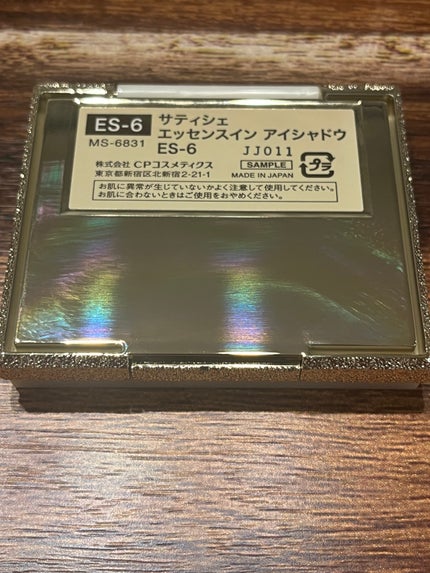 ES-6
サティシェ
エッセンスイン アイシャドウ
MS-6831
ES-6
JJ011
株式会社 CPコスメティクス
SAMPLE
東京都新宿区北新宿2-21-1
MADE IN JAPAN
プラ
お肌に異常が生じていないかよく注意して使用してください。
お肌に合わないときはご使用をおやめください。